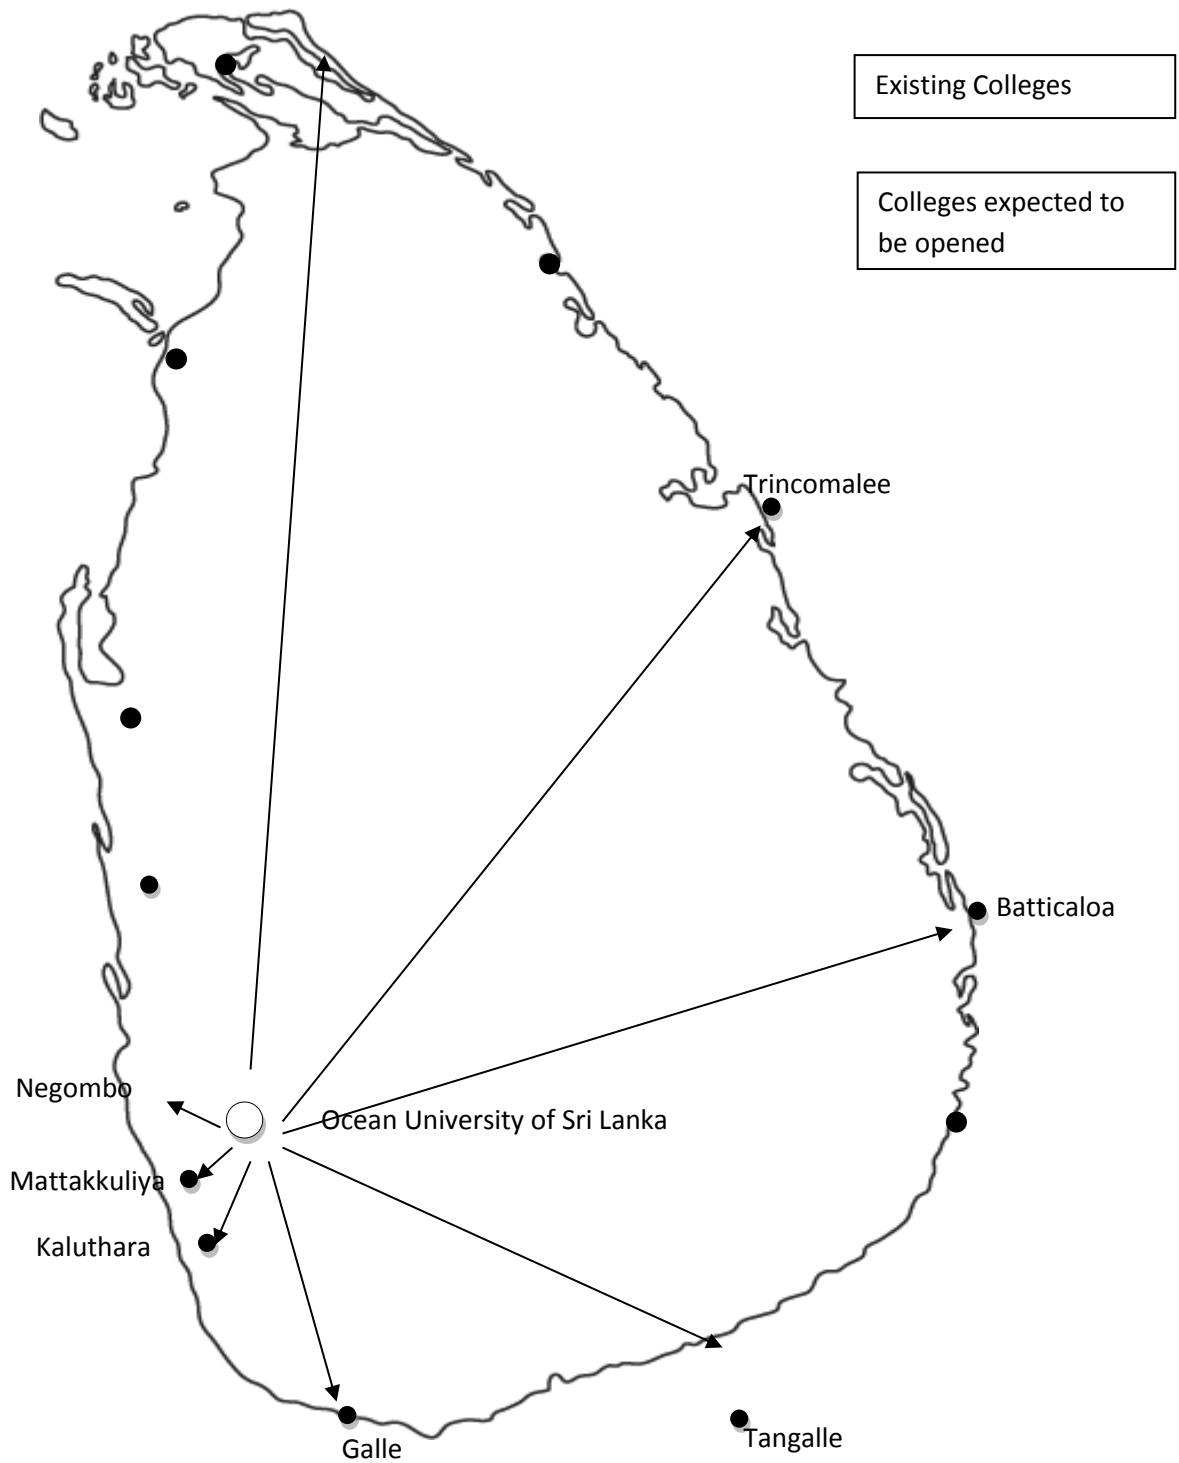 Existing Colleges
Colleges expected to
be opened
Trincomalee
Batticaloa
Negombo
Ocean University of Sri Lanka
Mattakkuliya
Kaluthara
Galle
Tangalle